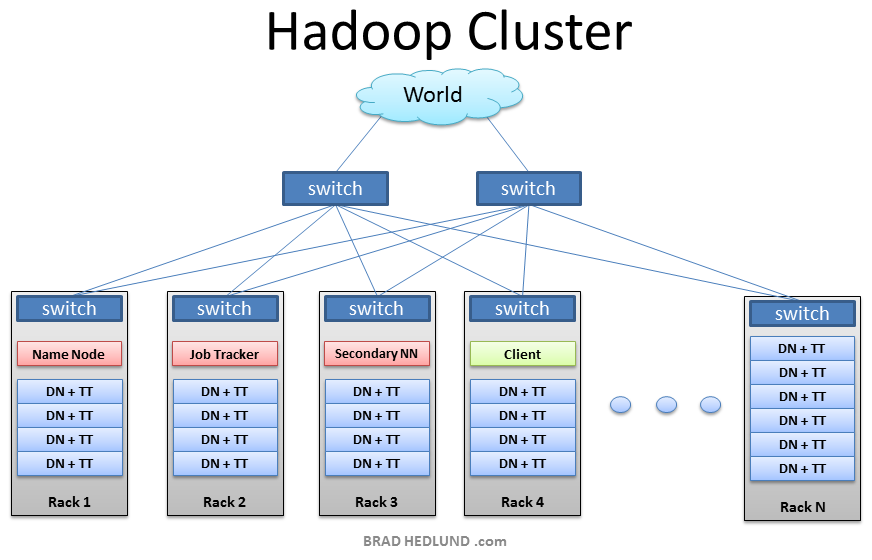 Hadoop Cluster
World
switch
switch
switch
switch
switch
switch
switch
Name Node
Job Tracker
Secondary NN
Client
DN + TT
DN + TT
DN + TT
DN + TT
Rack 1
DN + TT
DN + TT
DN + TT
DN + TT
Rack 2
DN + TT
DN + TT
DN + TT
DN + TT
Rack 3
DN + TT
DN + TT
DN + TT
DN + TT
Rack 4
DN + TT
DN + TT
DN + TT
DN + TT
DN + TT
DN + TT
Rack N
BRAD HEDLUND .com